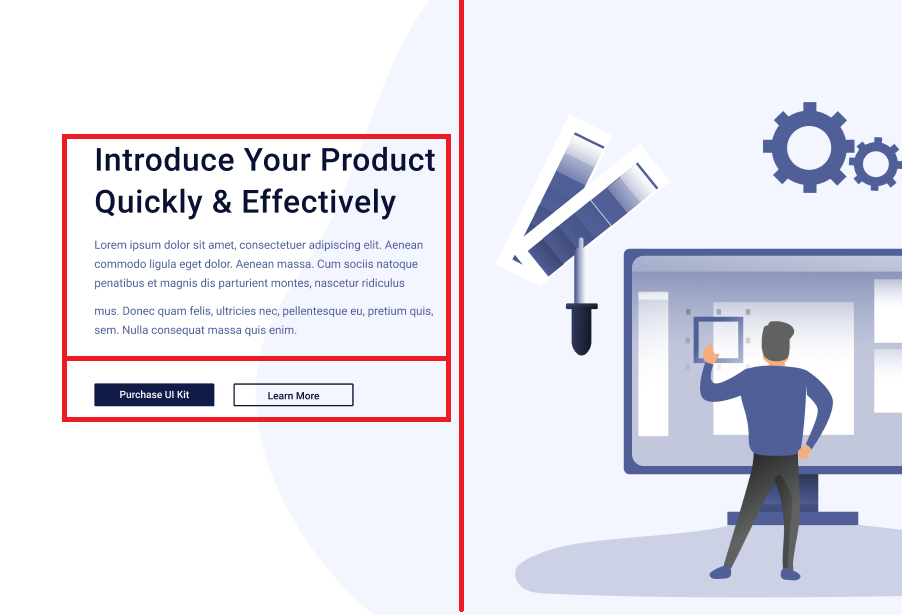 Introduce Your Product
Quickly & Effectively
Lorem ipsum dolor sit amet, consectetuer adipiscing elit. Aenean
commodo ligula eget dolor. Aenean massa. Cum sociis natoque
penatibus et magnis dis parturient montes, nascetur ridiculus
mus. Donec quam felis, ultricies nec, pellentesque eu, pretium quis,
sem. Nulla consequat massa quis enim.
Purchase UI Kit
Learn More